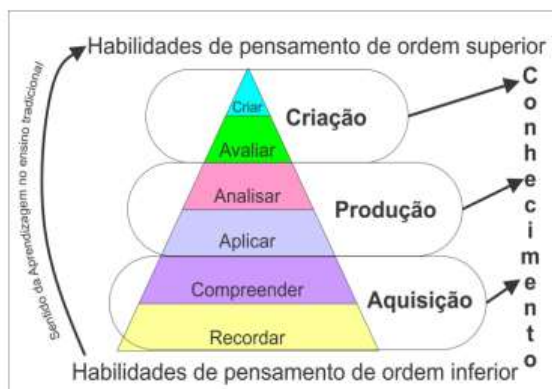 Habilidades de pensamento de ordem superior
Sentido da Aprendizagem no ensino tradicional
Criar
Avaliar
Criação
Analisar
Aplicar
Produção
Compreender
Recordar
Aquisição
Conhecimento
Habilidades de pensamento de ordem inferior